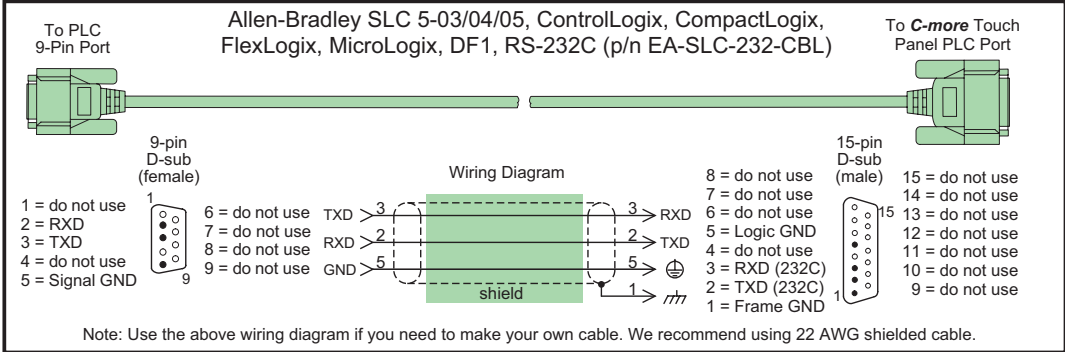 To PLC
9-Pin Port
Allen-Bradley SLC 5-03/04/05, ControlLogix, CompactLogix,
FlexLogix, MicroLogix, DF1, RS-232C (p/n EA-SLC-232-CBL)
To C-more Touch
Panel PLC Port
9-pin
D-sub
(female)
1
9
1 = do not use
2 = RXD
3 = TXD
4 = do not use
5 = Signal GND
6 = do not use
7 = do not use
8 = do not use
9 = do not use
Wiring Diagram
TXD 3 3 RXD
RXD 2 2 TXD
GND 5 5
shield 1
8 = do not use
7 = do not use
6 = do not use
5 = Logic GND
4 = do not use
3 = RXD (232C)
2 = TXD (232C)
1 = Frame GND
15-pin
D-sub
(male)
15
1
15 = do not use
14 = do not use
13 = do not use
12 = do not use
11 = do not use
10 = do not use
9 = do not use
Note: Use the above wiring diagram if you need to make your own cable. We recommend using 22 AWG shielded cable.